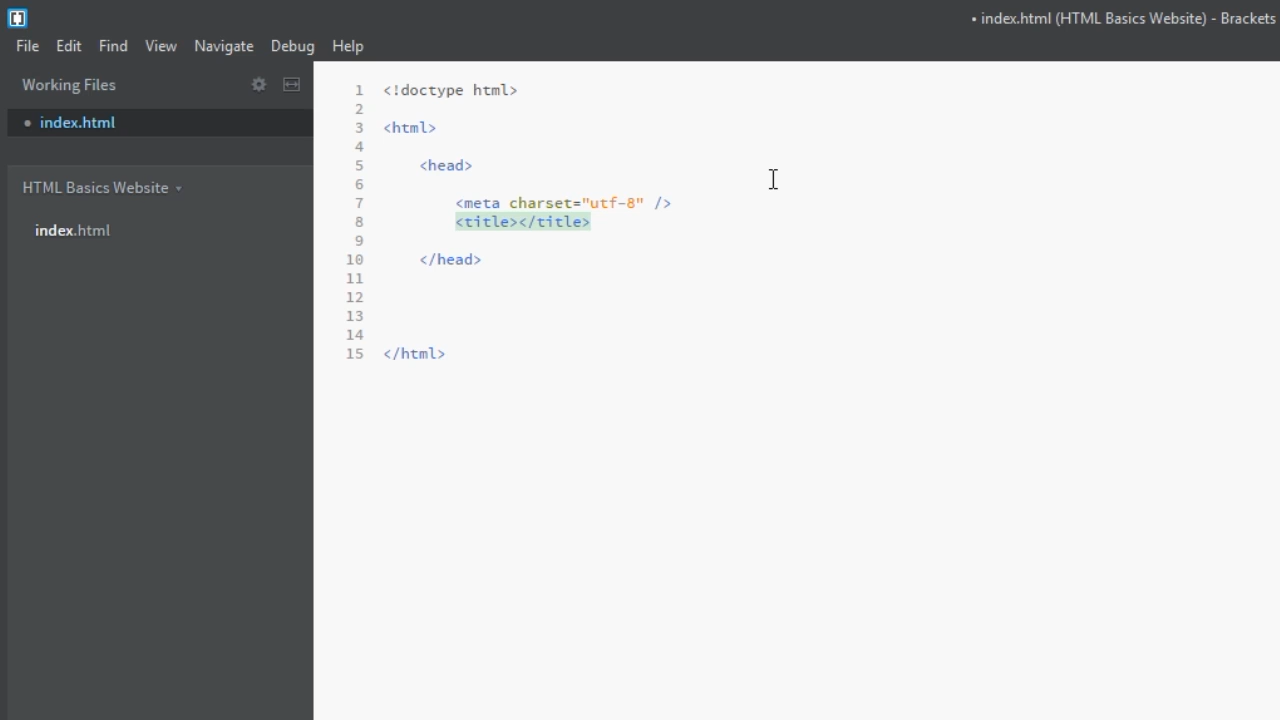 • index.html (HTML Basics Website) - Brackets
File Edit Find View Navigate Debug Help
Working Files
• index.html
HTML Basics Website ▾
index.html
1 <!doctype html>
2
3 <html>
4
5 <head>
6
7 <meta charset="utf-8" />
8 <title></title>
9
10 </head>
11
12
13
14
15 </html>